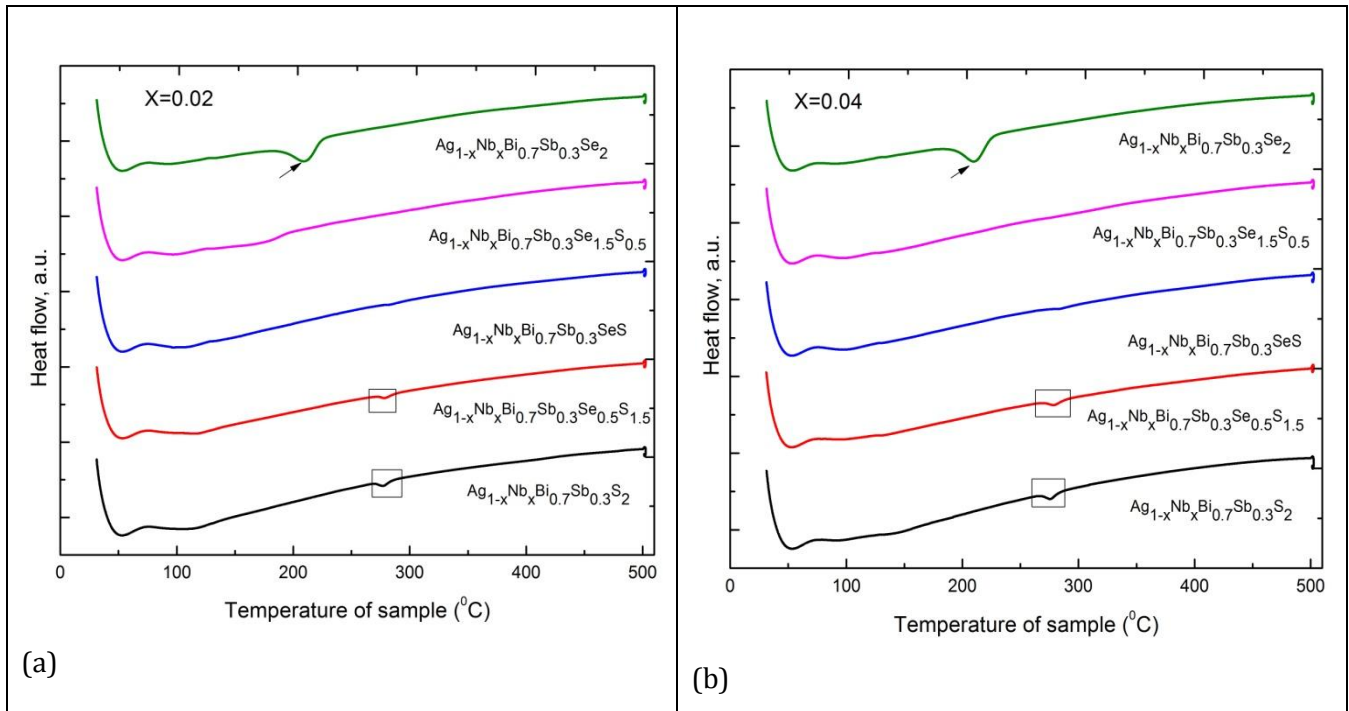 X=0.02
Ag1-xNbxBi0.7Sb0.3Se2
Ag1-xNbxBi0.7Sb0.3Se1.5S0.5
Ag1-xNbxBi0.7Sb0.3SeS
Ag1-xNbxBi0.7Sb0.3Se0.5S1.5
Ag1-xNbxBi0.7Sb0.3S2
Heat flow, a.u.
0 100 200 300 400 500
Temperature of sample (0C)
(a)
X=0.04
Ag1-xNbxBi0.7Sb0.3Se2
Ag1-xNbxBi0.7Sb0.3Se1.5S0.5
Ag1-xNbxBi0.7Sb0.3SeS
Ag1-xNbxBi0.7Sb0.3Se0.5S1.5
Ag1-xNbxBi0.7Sb0.3S2
Heat flow, a.u.
0 100 200 300 400 500
Temperature of sample (0C)
(b)